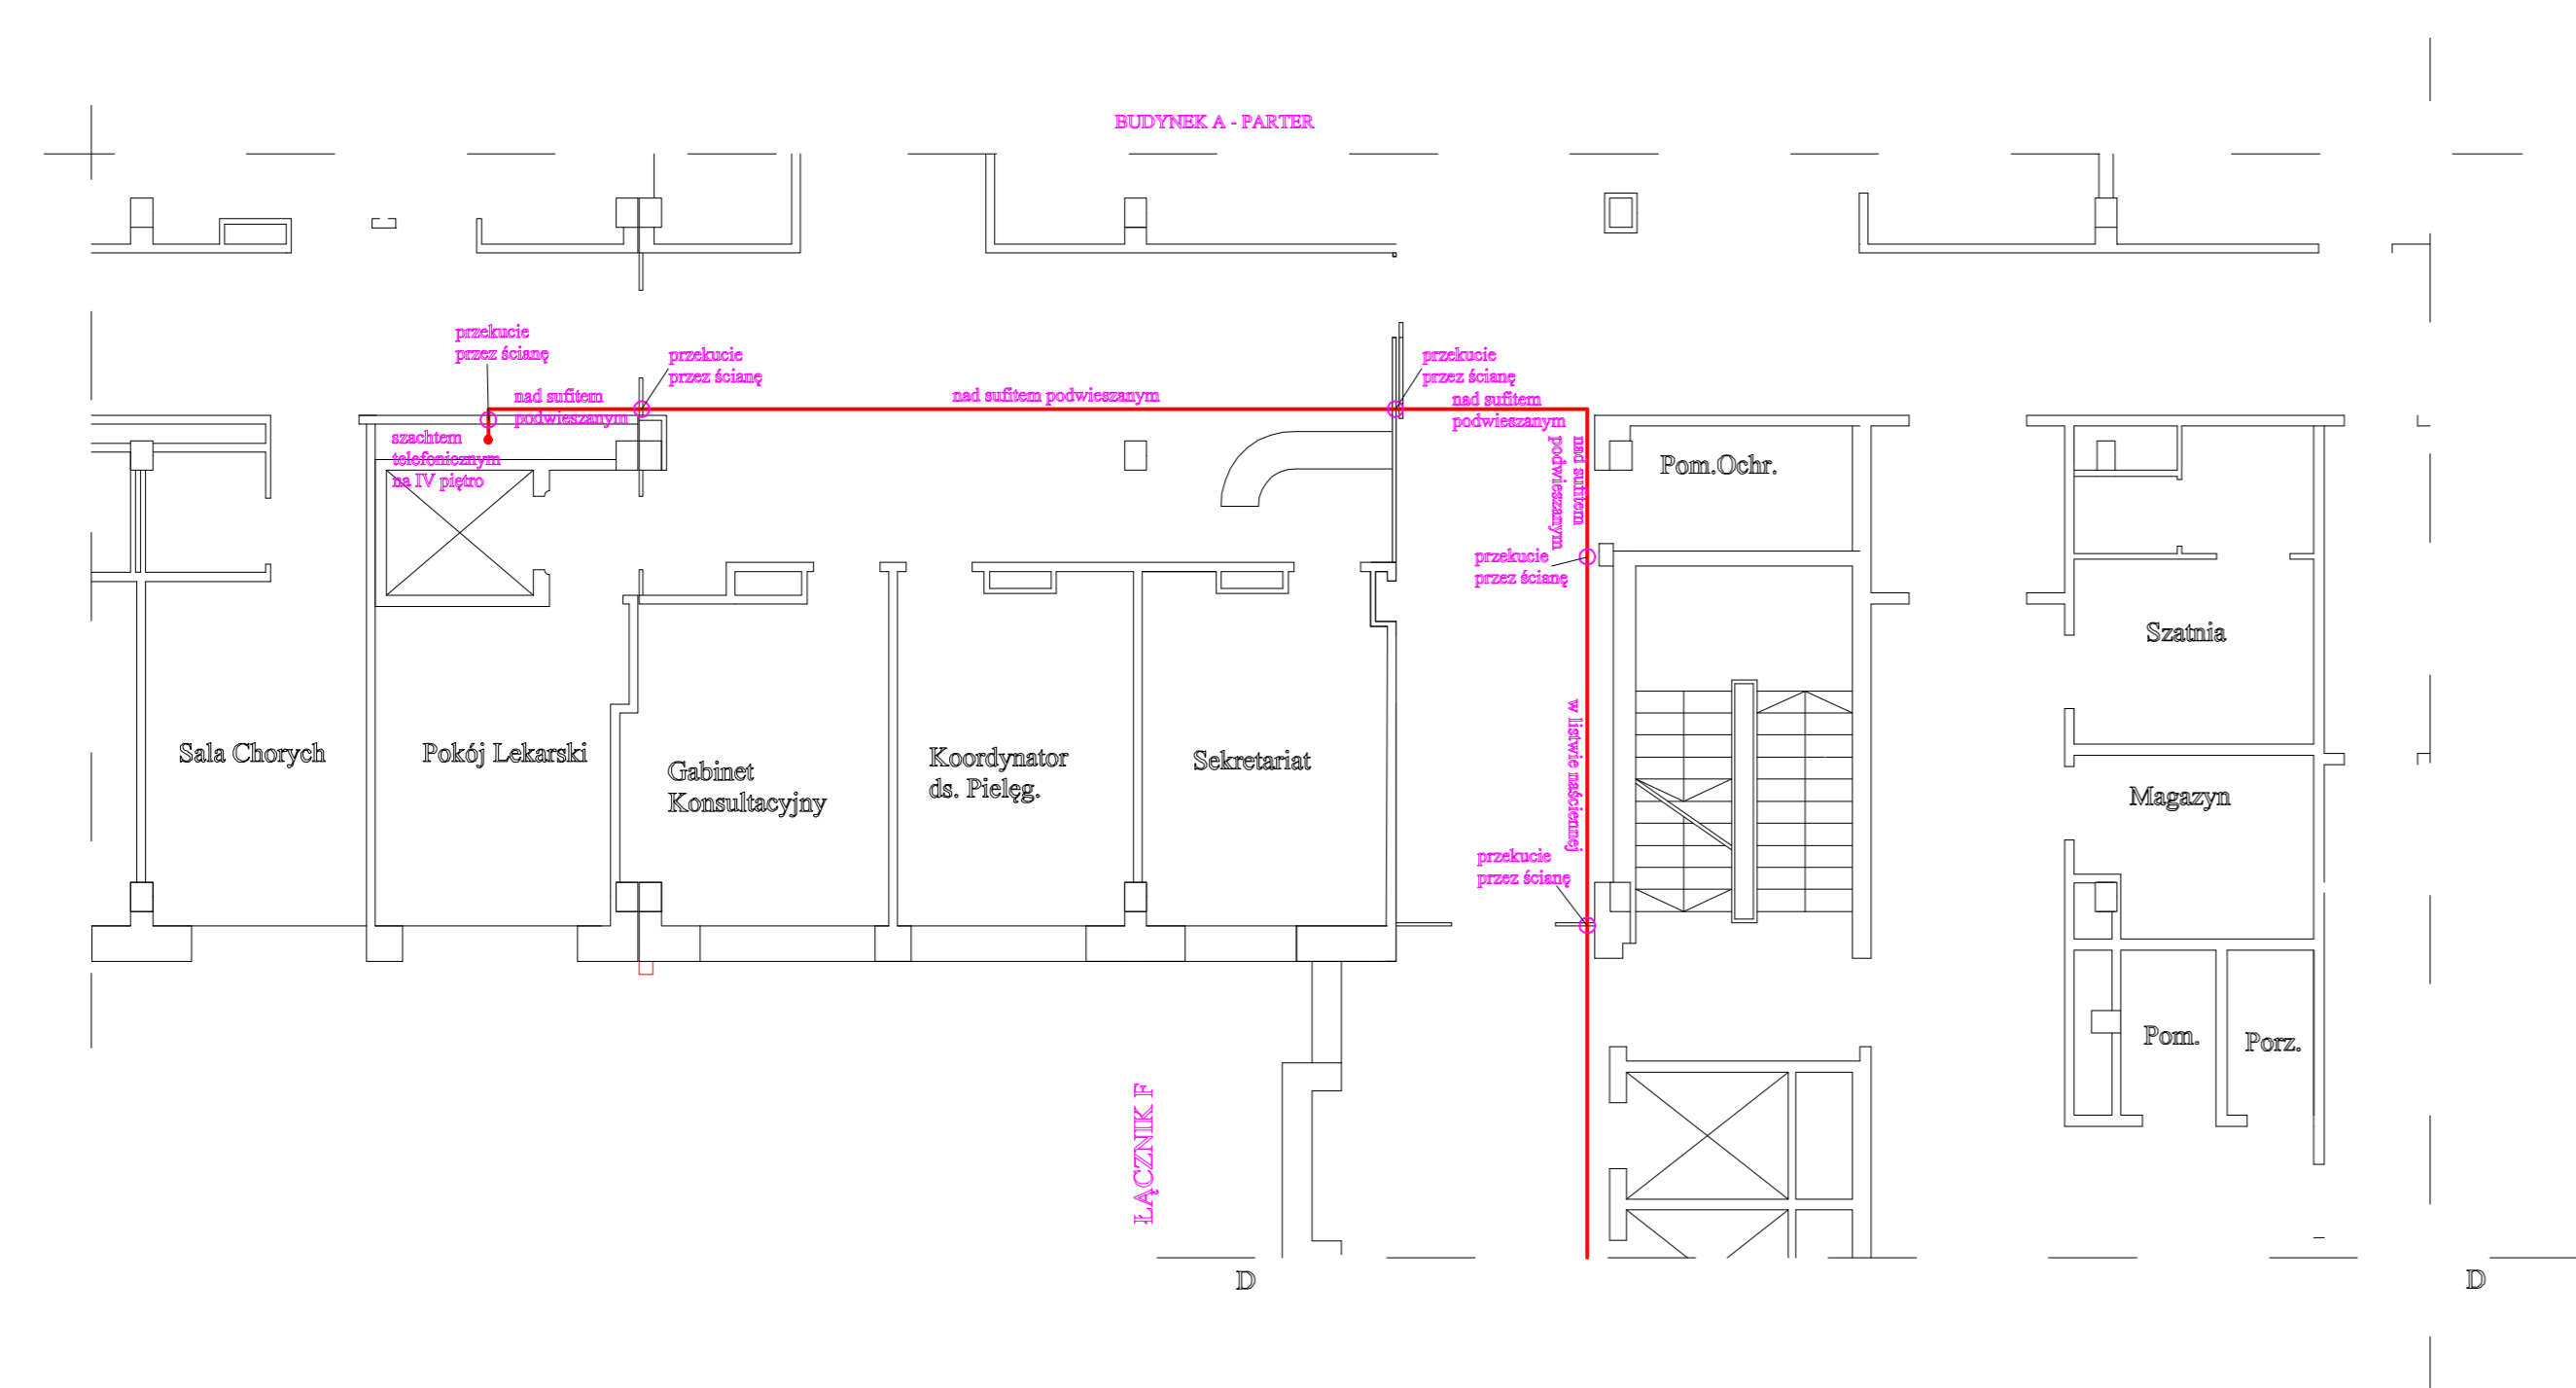 BUDYNEK A - PARTER
przekucie
przez ścianę
przekucie
przez ścianę
przekucie
przez ścianę
nad sufitem
podwieszanym
nad sufitem podwieszanym
nad sufitem
podwieszanym
szachtem
telefonicznym
na IV piętro
nad sufitem
podwieszanym
Pom.Ochr.
przekucie
przez ścianę
Szatnia
w listwie naściennej
Sala Chorych
Pokój Lekarski
Gabinet
Konsultacyjny
Koordynator
ds. Pielęg.
Sekretariat
Magazyn
przekucie
przez ścianę
Pom.
Porz.
ŁĄCZNIK F
D
D